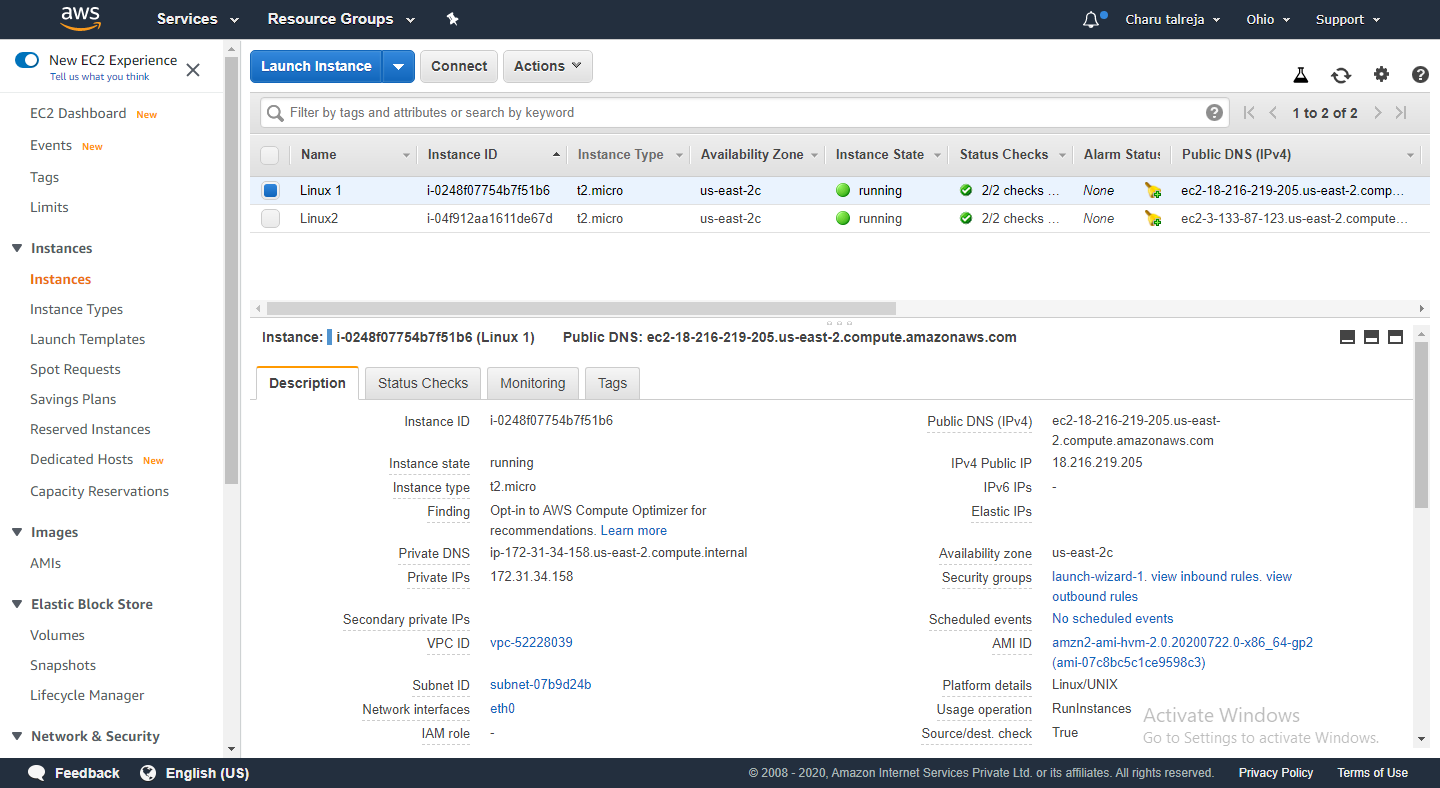 aws
Services
Resource Groups
Charu talreja
Ohio
Support
New EC2 Experience
Tell us what you think
EC2 Dashboard New
Events New
Tags
Limits
Instances
Instances
Instance Types
Launch Templates
Spot Requests
Savings Plans
Reserved Instances
Dedicated Hosts New
Capacity Reservations
Images
AMIs
Elastic Block Store
Volumes
Snapshots
Lifecycle Manager
Network & Security
Launch Instance
Connect
Actions
Filter by tags and attributes or search by keyword
1 to 2 of 2
Name Instance ID Instance Type Availability Zone Instance State Status Checks Alarm Status Public DNS (IPv4)
Linux 1 i-0248f07754b7f51b6 t2.micro us-east-2c running 2/2 checks ... None ec2-18-216-219-205.us-east-2.comp...
Linux2 i-04f912aa1611de67d t2.micro us-east-2c running 2/2 checks ... None ec2-3-133-87-123.us-east-2.compute...
Instance: i-0248f07754b7f51b6 (Linux 1) Public DNS: ec2-18-216-219-205.us-east-2.compute.amazonaws.com
Description
Status Checks
Monitoring
Tags
Instance ID i-0248f07754b7f51b6
Instance state running
Instance type t2.micro
Finding Opt-in to AWS Compute Optimizer for
recommendations. Learn more
Private DNS ip-172-31-34-158.us-east-2.compute.internal
Private IPs 172.31.34.158
Secondary private IPs
VPC ID vpc-52228039
Subnet ID subnet-07b9d24b
Network interfaces eth0
IAM role -
Public DNS (IPv4) ec2-18-216-219-205.us-east-
2.compute.amazonaws.com
IPv4 Public IP 18.216.219.205
IPv6 IPs -
Elastic IPs
Availability zone us-east-2c
Security groups launch-wizard-1. view inbound rules. view
outbound rules
Scheduled events No scheduled events
AMI ID amzn2-ami-hvm-2.0.20200722.0-x86_64-gp2
(ami-07c8bc5c1ce9598c3)
Platform details Linux/UNIX
Usage operation RunInstances
Source/dest. check True
Activate Windows
Go to Settings to activate Windows.
Feedback
English (US)
© 2008 - 2020, Amazon Internet Services Private Ltd. or its affiliates. All rights reserved.
Privacy Policy
Terms of Use